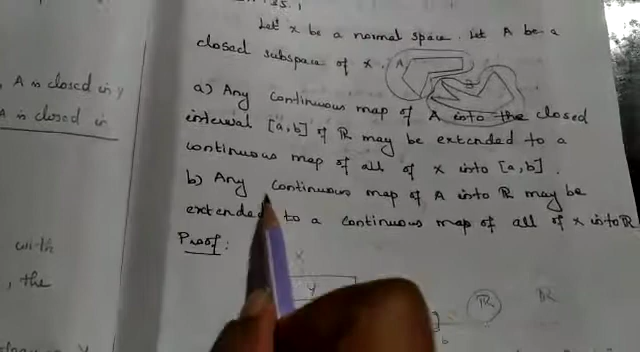 35.1
Let x be a normal space. Let A be a
closed subspace of x. A
a) Any continuous map of A into the closed
interval [a,b] of R may be extended to a
continuous map of all of x into [a,b].
b) Any continuous map of A into R may be
extended to a continuous map of all of x into R
Proof:
A is closed in y
A is closed in
with
, the
X
Y
R
R
b